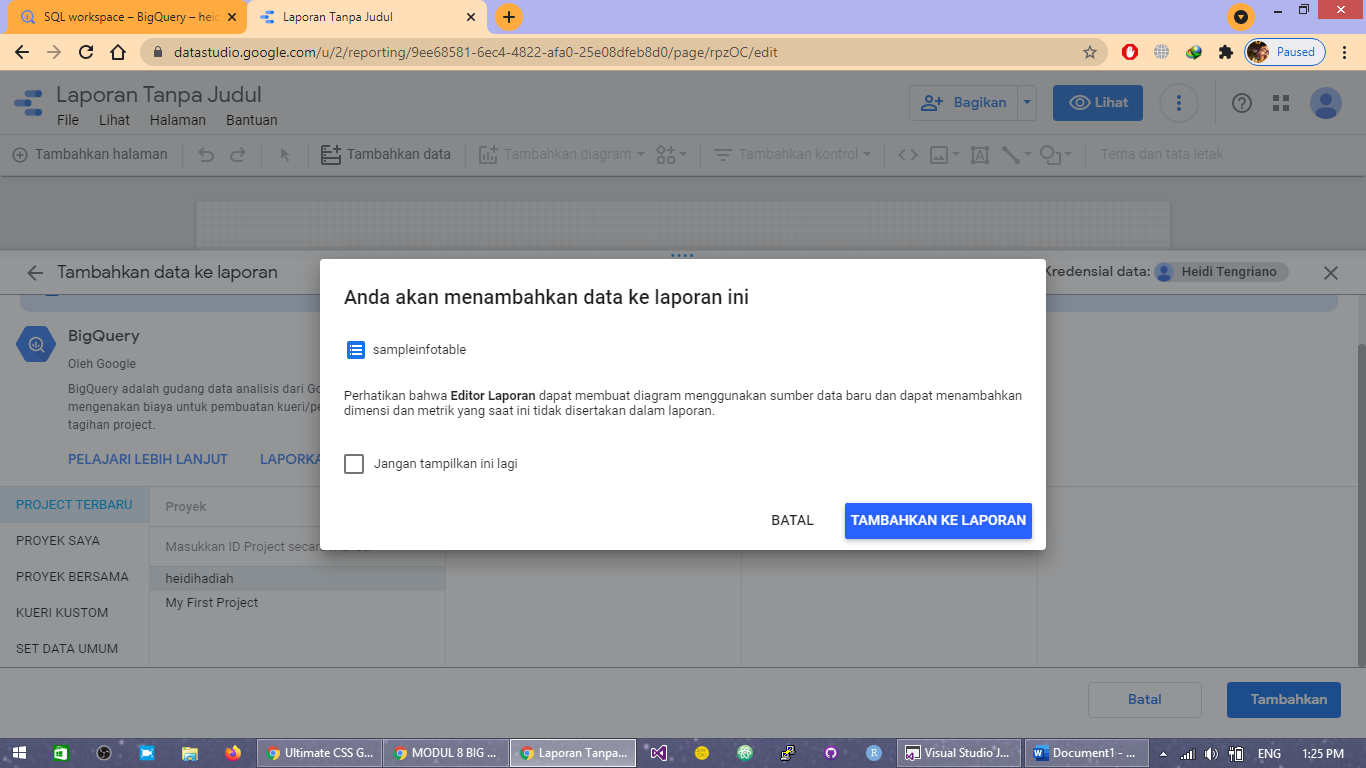 SQL workspace – BigQuery – heid
Laporan Tanpa Judul
datastudio.google.com/u/2/reporting/9ee68581-6ec4-4822-afa0-25e08dfeb8d0/page/rpzOC/edit
Paused
Laporan Tanpa Judul
File Lihat Halaman Bantuan
Bagikan
Lihat
Tambahkan halaman
Tambahkan data
Tambahkan diagram
Tambahkan kontrol
Tema dan tata letak
Tambahkan data ke laporan
Kredensial data: Heidi Tengriano
Anda akan menambahkan data ke laporan ini
sampleinfotable
Perhatikan bahwa Editor Laporan dapat membuat diagram menggunakan sumber data baru dan dapat menambahkan
dimensi dan metrik yang saat ini tidak disertakan dalam laporan.
Jangan tampilkan ini lagi
BATAL
TAMBAHKAN KE LAPORAN
BigQuery
Oleh Google
BigQuery adalah gudang data analisis dari Go
mengenakan biaya untuk pembuatan kueri/pe
tagihan project.
PELAJARI LEBIH LANJUT
LAPORKA
PROJECT TERBARU
PROYEK SAYA
PROYEK BERSAMA
KUERI KUSTOM
SET DATA UMUM
Proyek
Masukkan ID Project secara manual
heidihadiah
My First Project
Batal
Tambahkan
Ultimate CSS G...
MODUL 8 BIG ...
Laporan Tanpa...
Visual Studio J...
Document1 - ...
ENG
1:25 PM